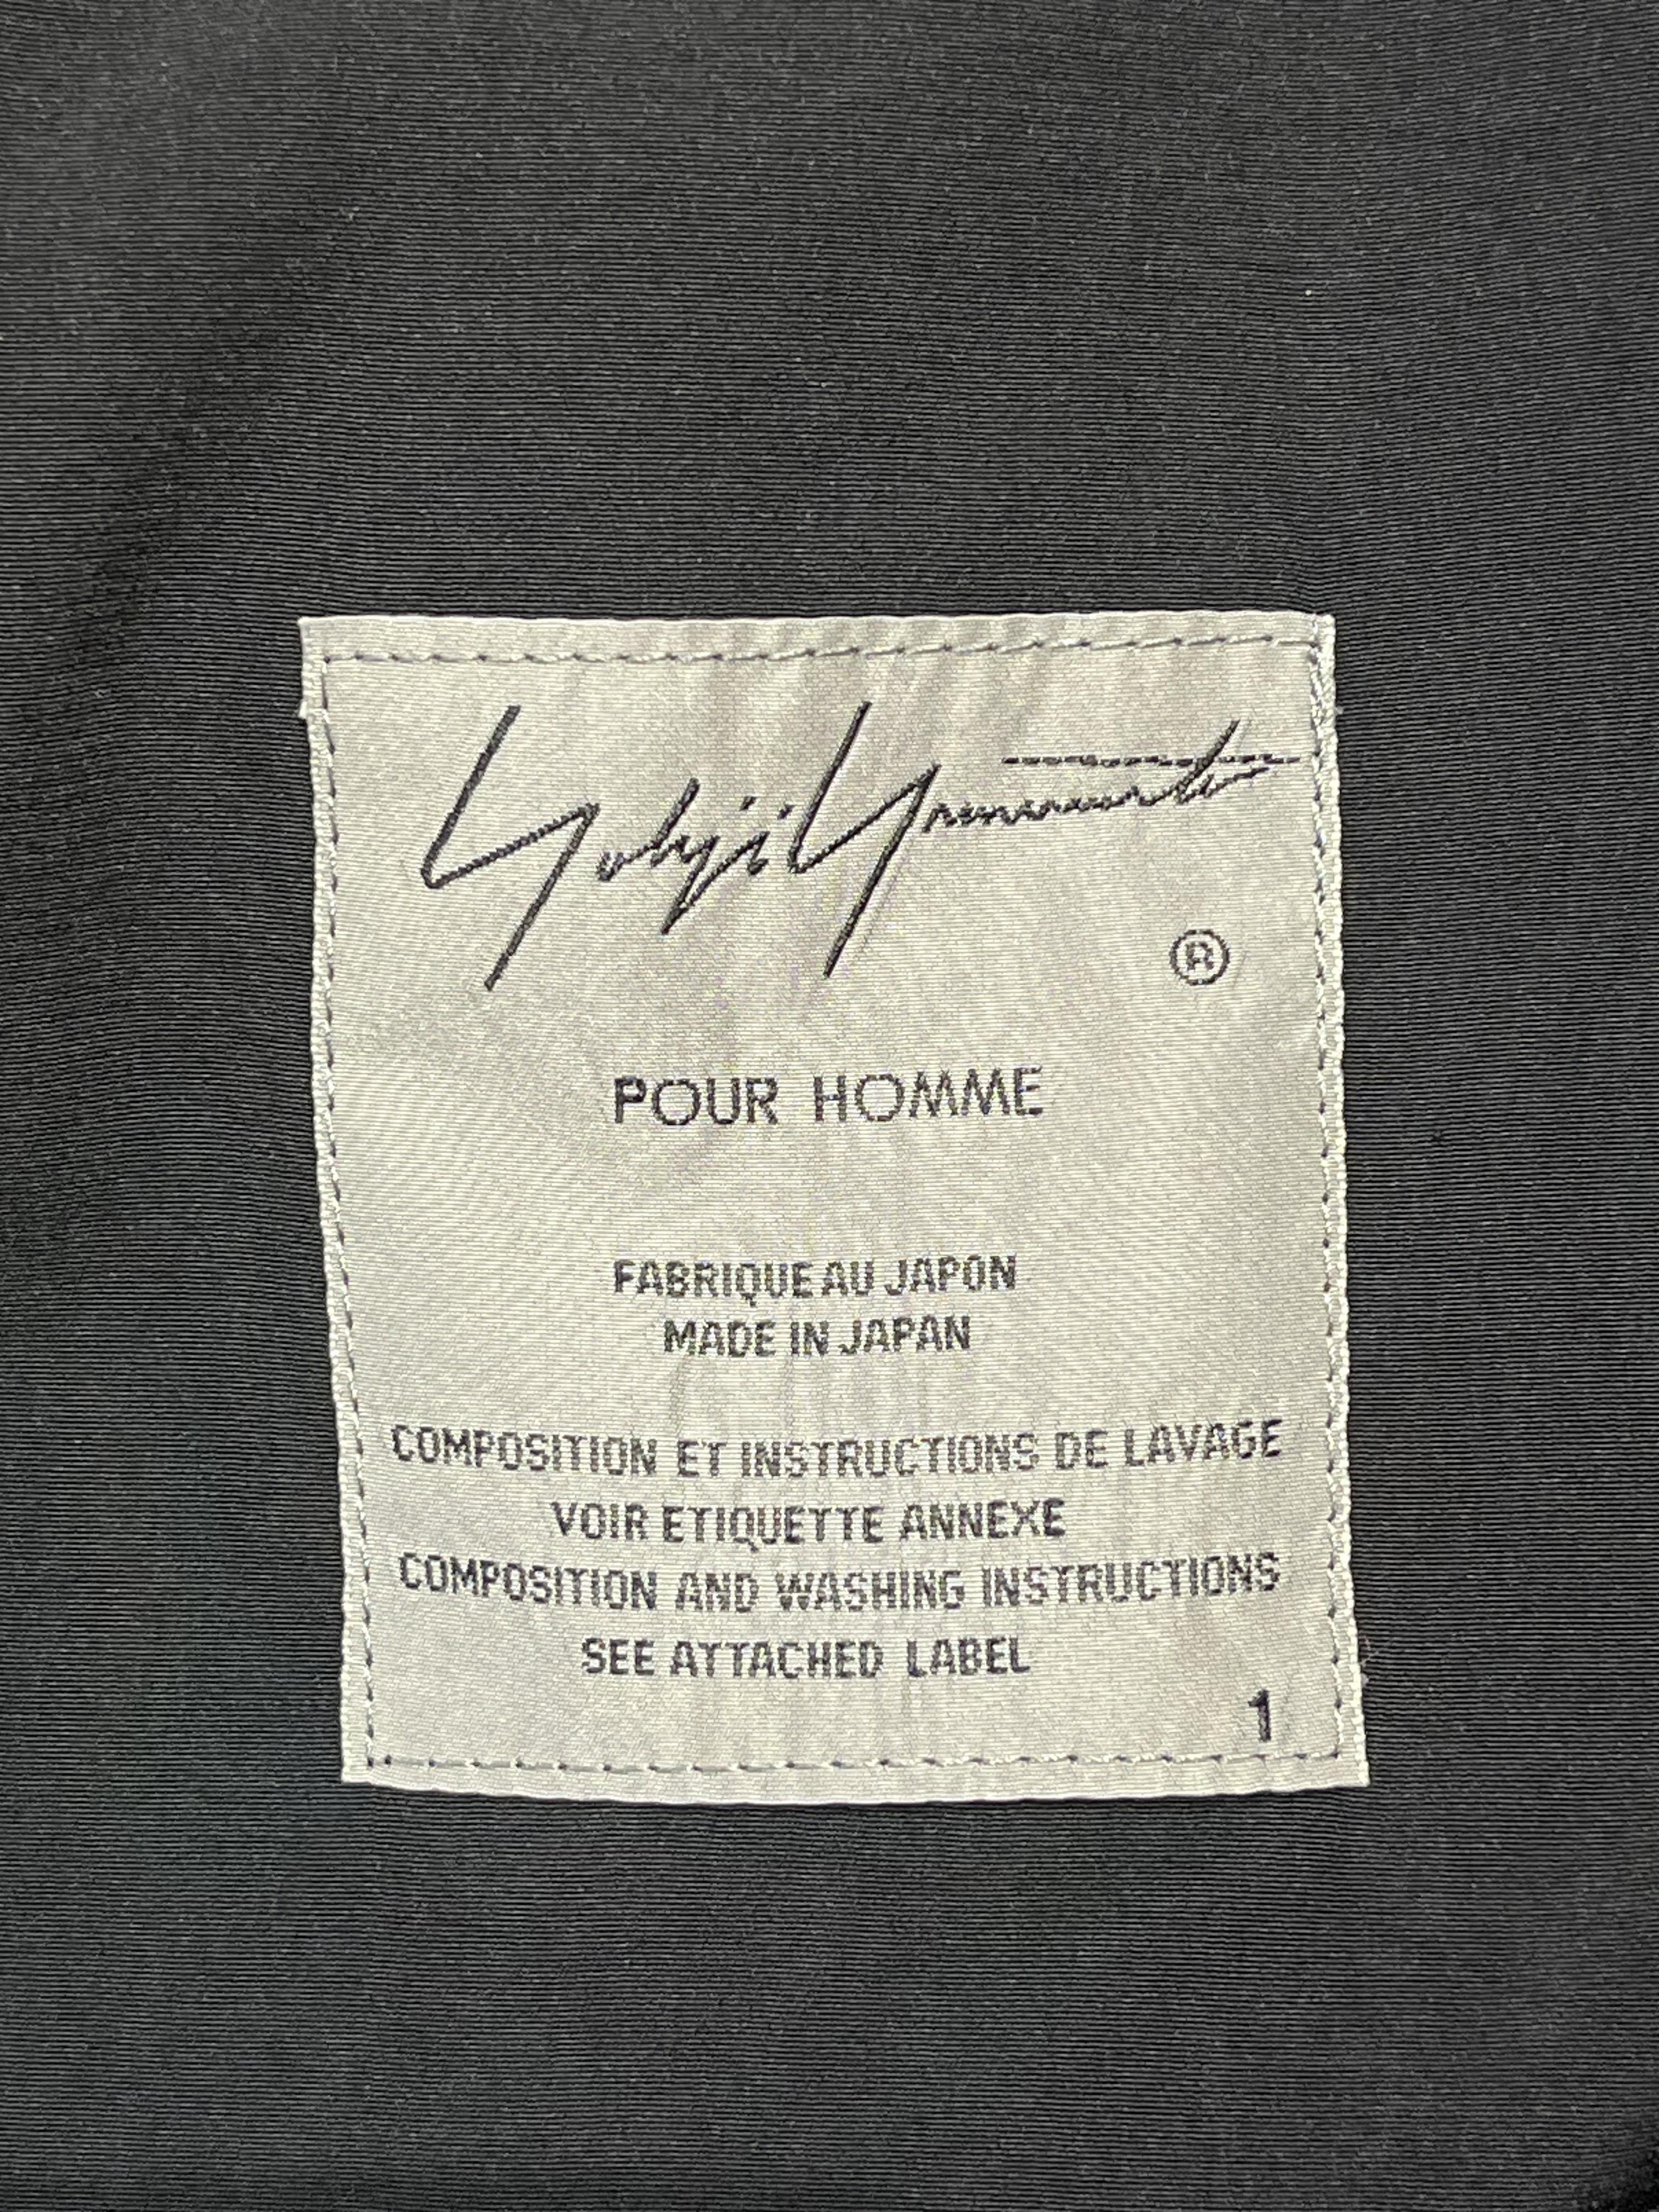 Yohji Yamamoto
®
POUR HOMME
FABRIQUE AU JAPON
MADE IN JAPAN
COMPOSITION ET INSTRUCTIONS DE LAVAGE
VOIR ETIQUETTE ANNEXE
COMPOSITION AND WASHING INSTRUCTIONS
SEE ATTACHED LABEL
1